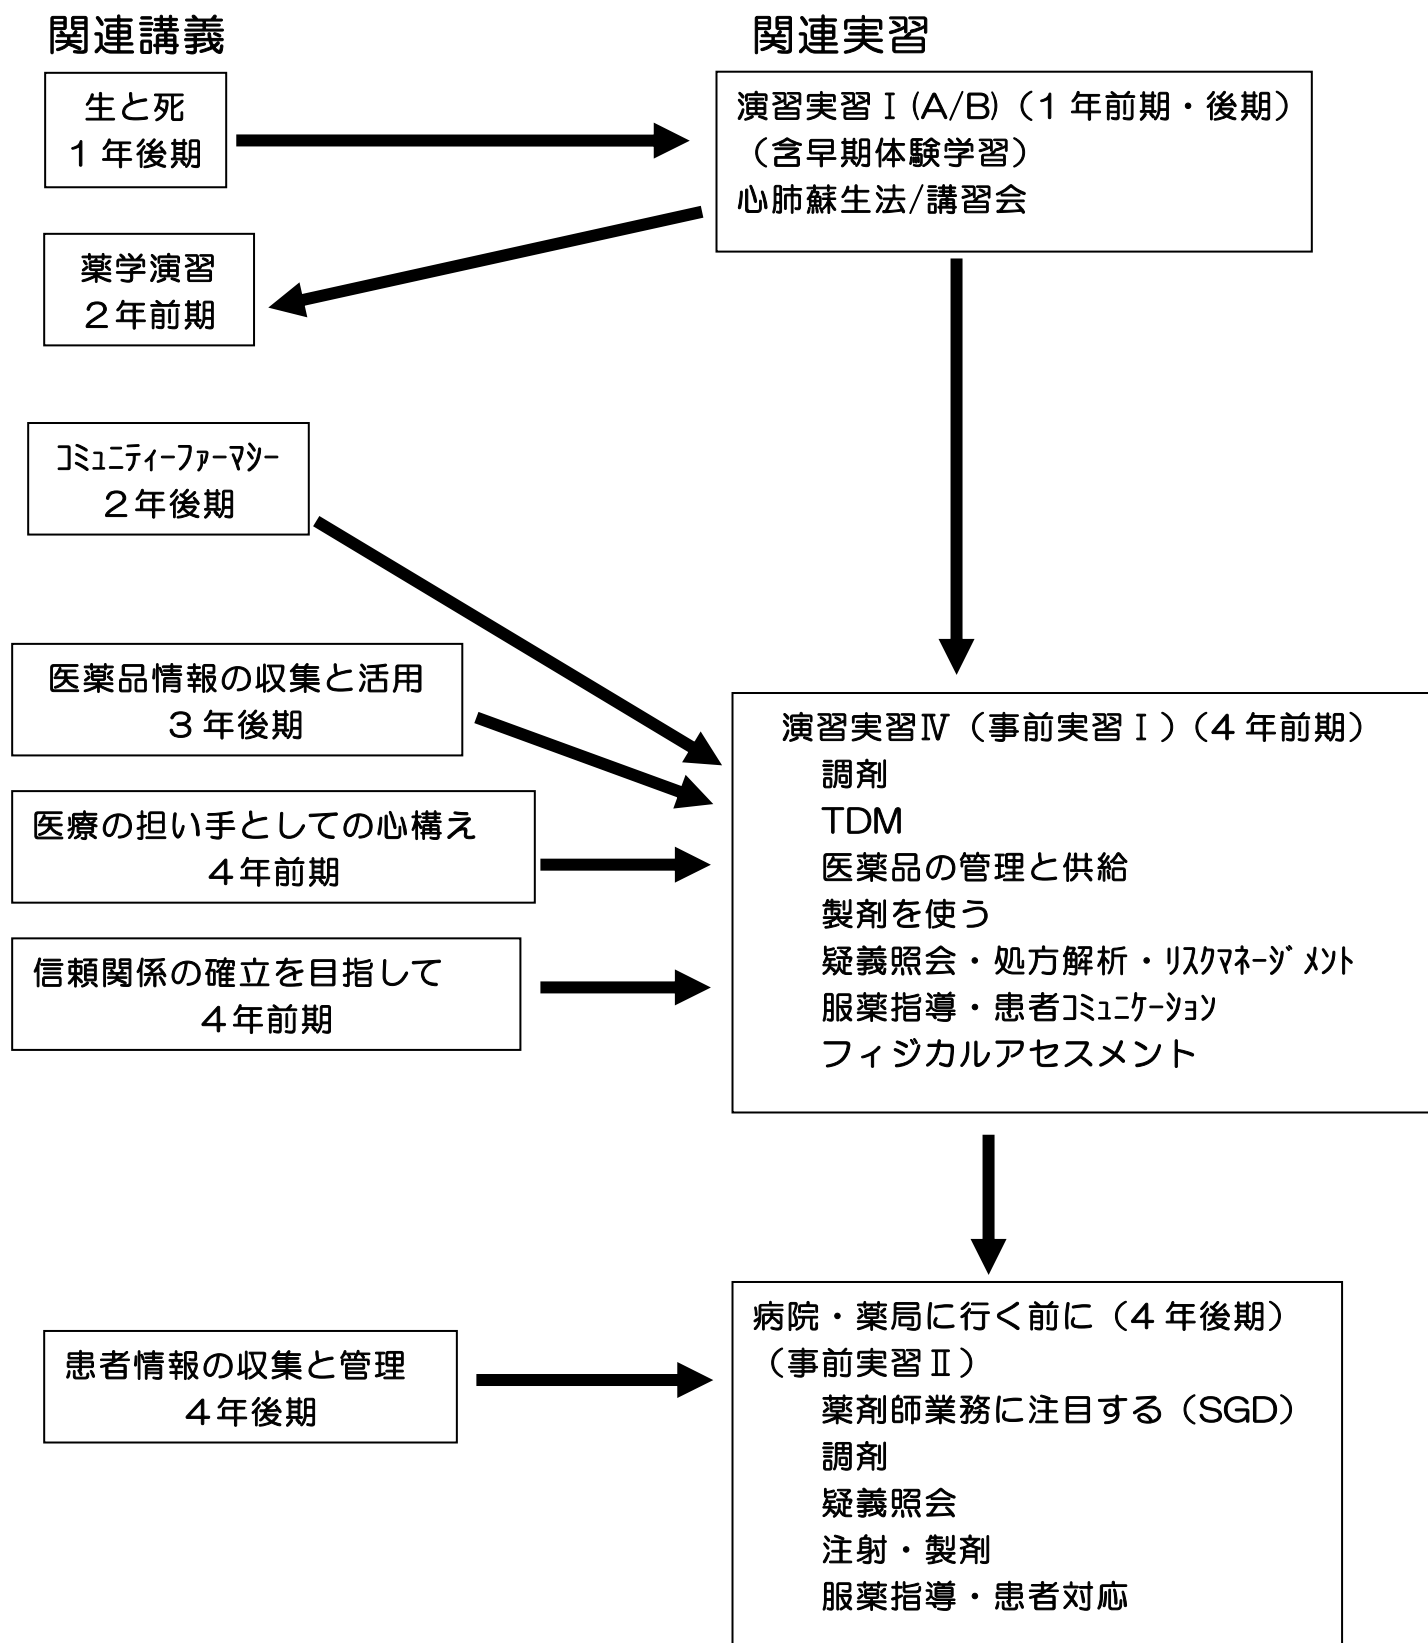 関連講義
生と死
1年後期
薬学演習
２年前期
ｺﾐｭﾆﾃｨｰﾌｧｰﾏｼｰ
２年後期
医薬品情報の収集と活用
３年後期
医療の担い手としての心構え
４年前期
信頼関係の確立を目指して
４年前期
患者情報の収集と管理
４年後期
関連実習
演習実習Ⅰ(A/B)（1 年前期・後期）
（含早期体験学習）
心肺蘇生法/講習会
演習実習Ⅳ（事前実習Ⅰ）（4 年前期）
調剤
TDM
医薬品の管理と供給
製剤を使う
疑義照会・処方解析・ﾘｽｸﾏﾈｰｼﾞﾒﾝﾄ
服薬指導・患者ｺﾐｭﾆｹｰｼｮﾝ
フィジカルアセスメント
病院・薬局に行く前に（4 年後期）
（事前実習Ⅱ）
薬剤師業務に注目する（SGD）
調剤
疑義照会
注射・製剤
服薬指導・患者対応